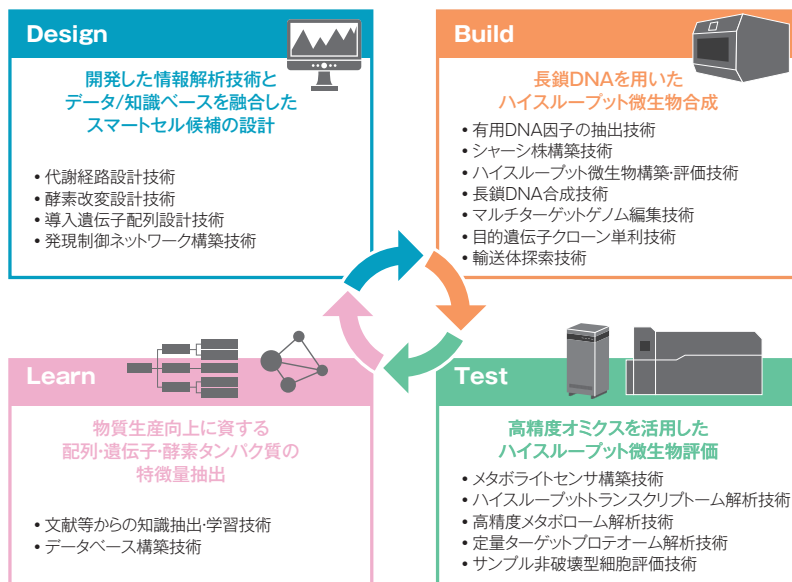 Design
開発した情報解析技術と
データ/知識ベースを融合した
スマートセル候補の設計
• 代謝経路設計技術
• 酵素改変設計技術
• 導入遺伝子配列設計技術
• 発現制御ネットワーク構築技術
Build
長鎖DNAを用いた
ハイスループット微生物合成
• 有用DNA因子の抽出技術
• シャーシ株構築技術
• ハイスループット微生物構築・評価技術
• 長鎖DNA合成技術
• マルチターゲットゲノム編集技術
• 目的遺伝子クローン単利技術
• 輸送体探索技術
Learn
物質生産向上に資する
配列・遺伝子・酵素タンパク質の
特徴量抽出
• 文献等からの知識抽出・学習技術
• データベース構築技術
Test
高精度オミクスを活用した
ハイスループット微生物評価
• メタボライトセンサ構築技術
• ハイスループットトランスクリプトーム解析技術
• 高精度メタボローム解析技術
• 定量ターゲットプロテオーム解析技術
• サンプル非破壊型細胞評価技術